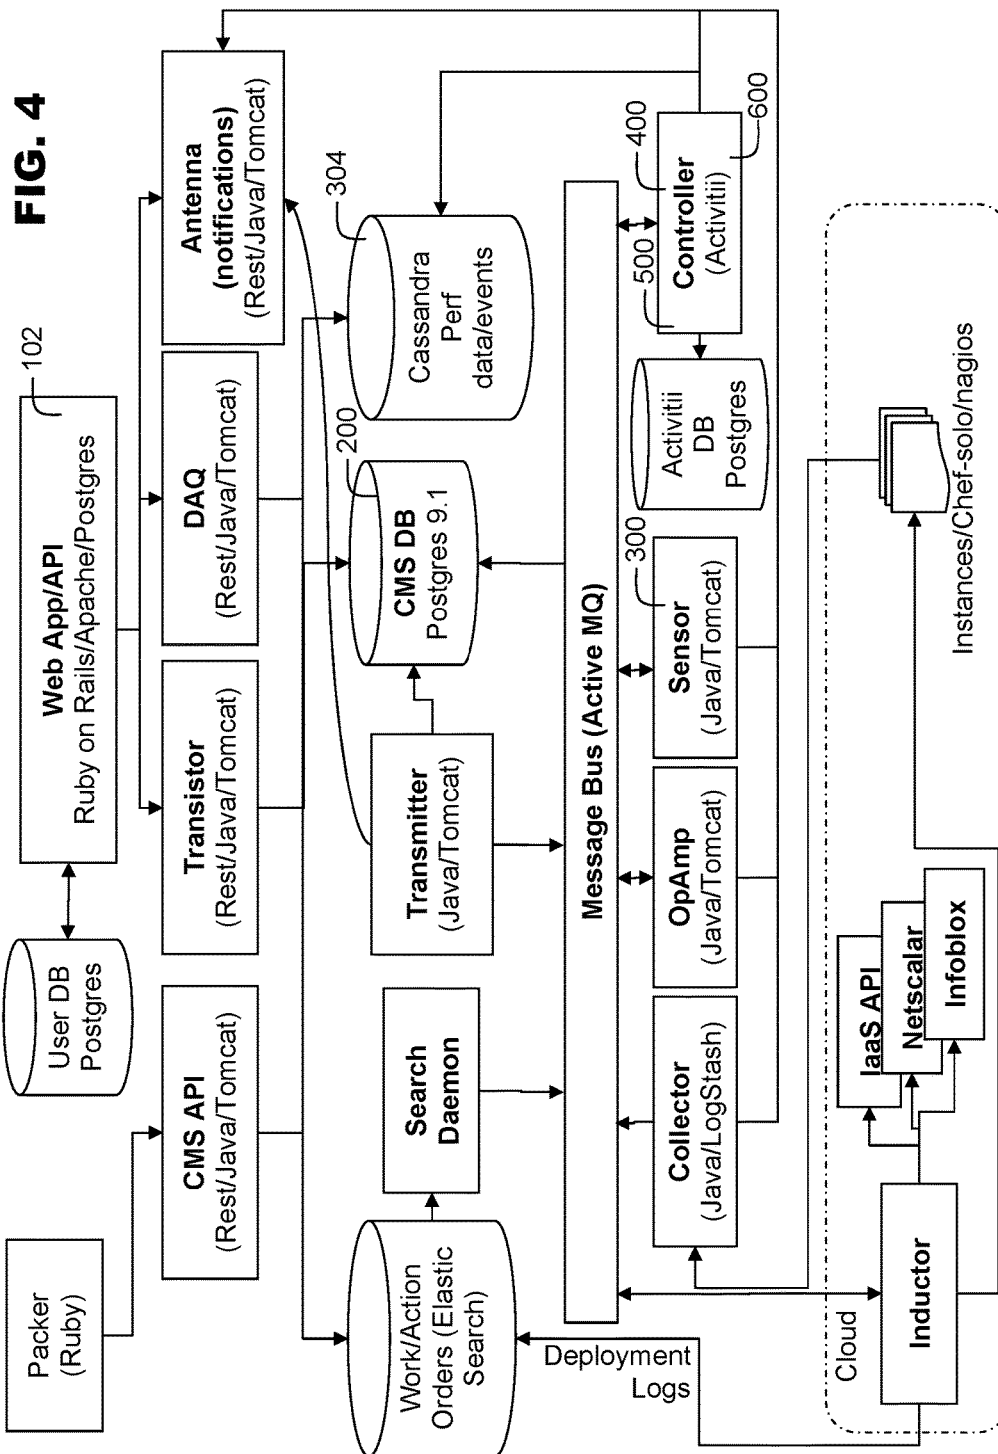 FIG. 4
Packer
(Ruby)
User DB
Postgres
Web App/API
Ruby on Rails/Apache/Postgres
102
CMS API
(Rest/Java/Tomcat)
Transistor
(Rest/Java/Tomcat)
DAQ
(Rest/Java/Tomcat)
Antenna
(notifications)
(Rest/Java/Tomcat)
Work/Action
Orders (Elastic
Search)
Search
Daemon
Transmitter
(Java/Tomcat)
CMS DB
Postgres 9.1
200
Cassandra
Perf
data/events
304
Message Bus (Active MQ)
Deployment
Logs
Collector
(Java/LogStash)
OpAmp
(Java/Tomcat)
Sensor
(Java/Tomcat)
300
Activitii
DB
Postgres
Controller
(Activitii)
500
400
600
Cloud
Inductor
IaaS API
Netscalar
Infoblox
Instances/Chef-solo/nagios